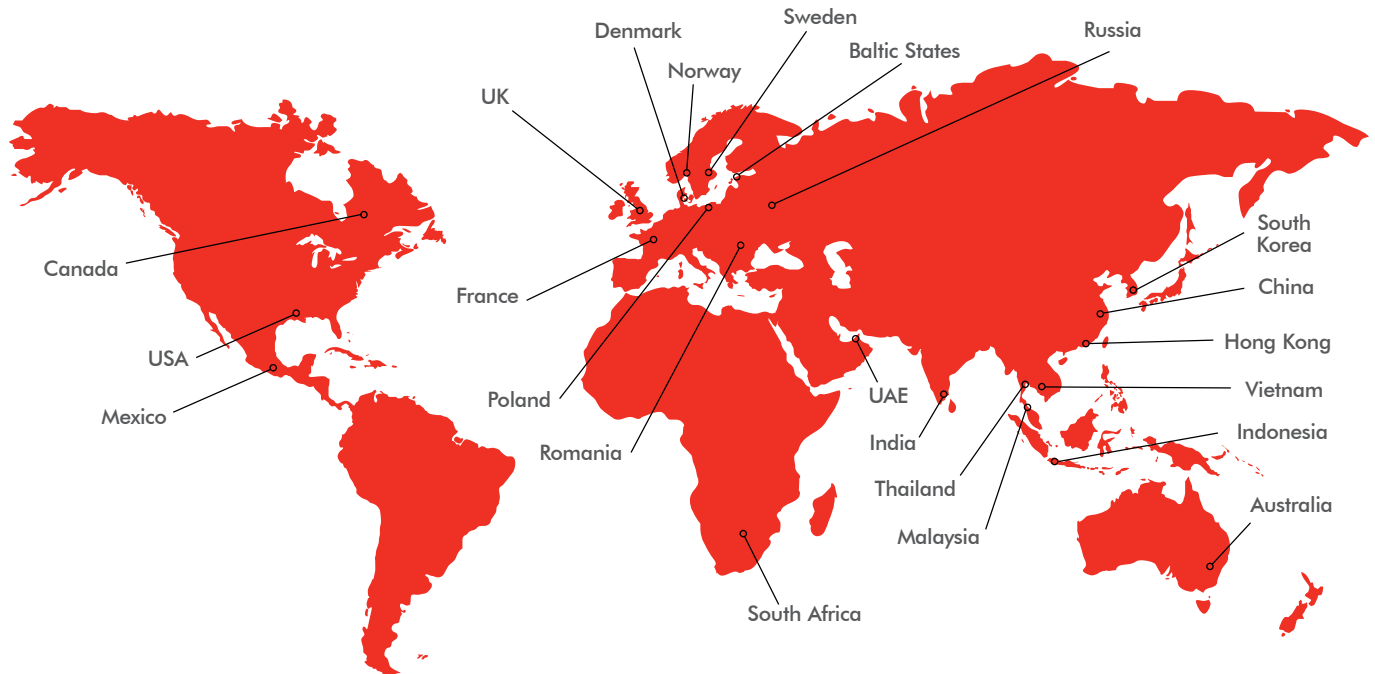 Sweden
Denmark
Russia
Baltic States
Norway
UK
South
Korea
Canada
China
France
Hong Kong
USA
Vietnam
UAE
Poland
Mexico
Indonesia
India
Romania
Thailand
Australia
Malaysia
South Africa